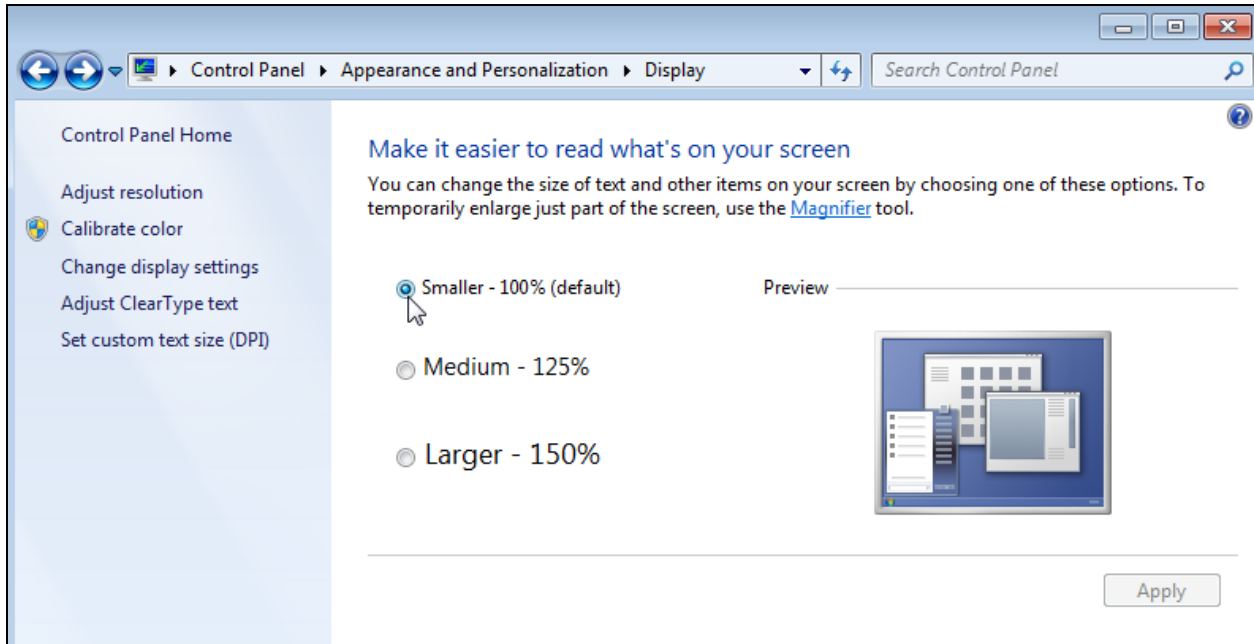 Control Panel Appearance and Personalization Display Search Control Panel
Control Panel Home
Adjust resolution
Calibrate color
Change display settings
Adjust ClearType text
Set custom text size (DPI)
Make it easier to read what's on your screen
You can change the size of text and other items on your screen by choosing one of these options. To
temporarily enlarge just part of the screen, use the Magnifier tool.
Smaller - 100% (default)
Medium - 125%
Larger - 150%
Preview
Apply